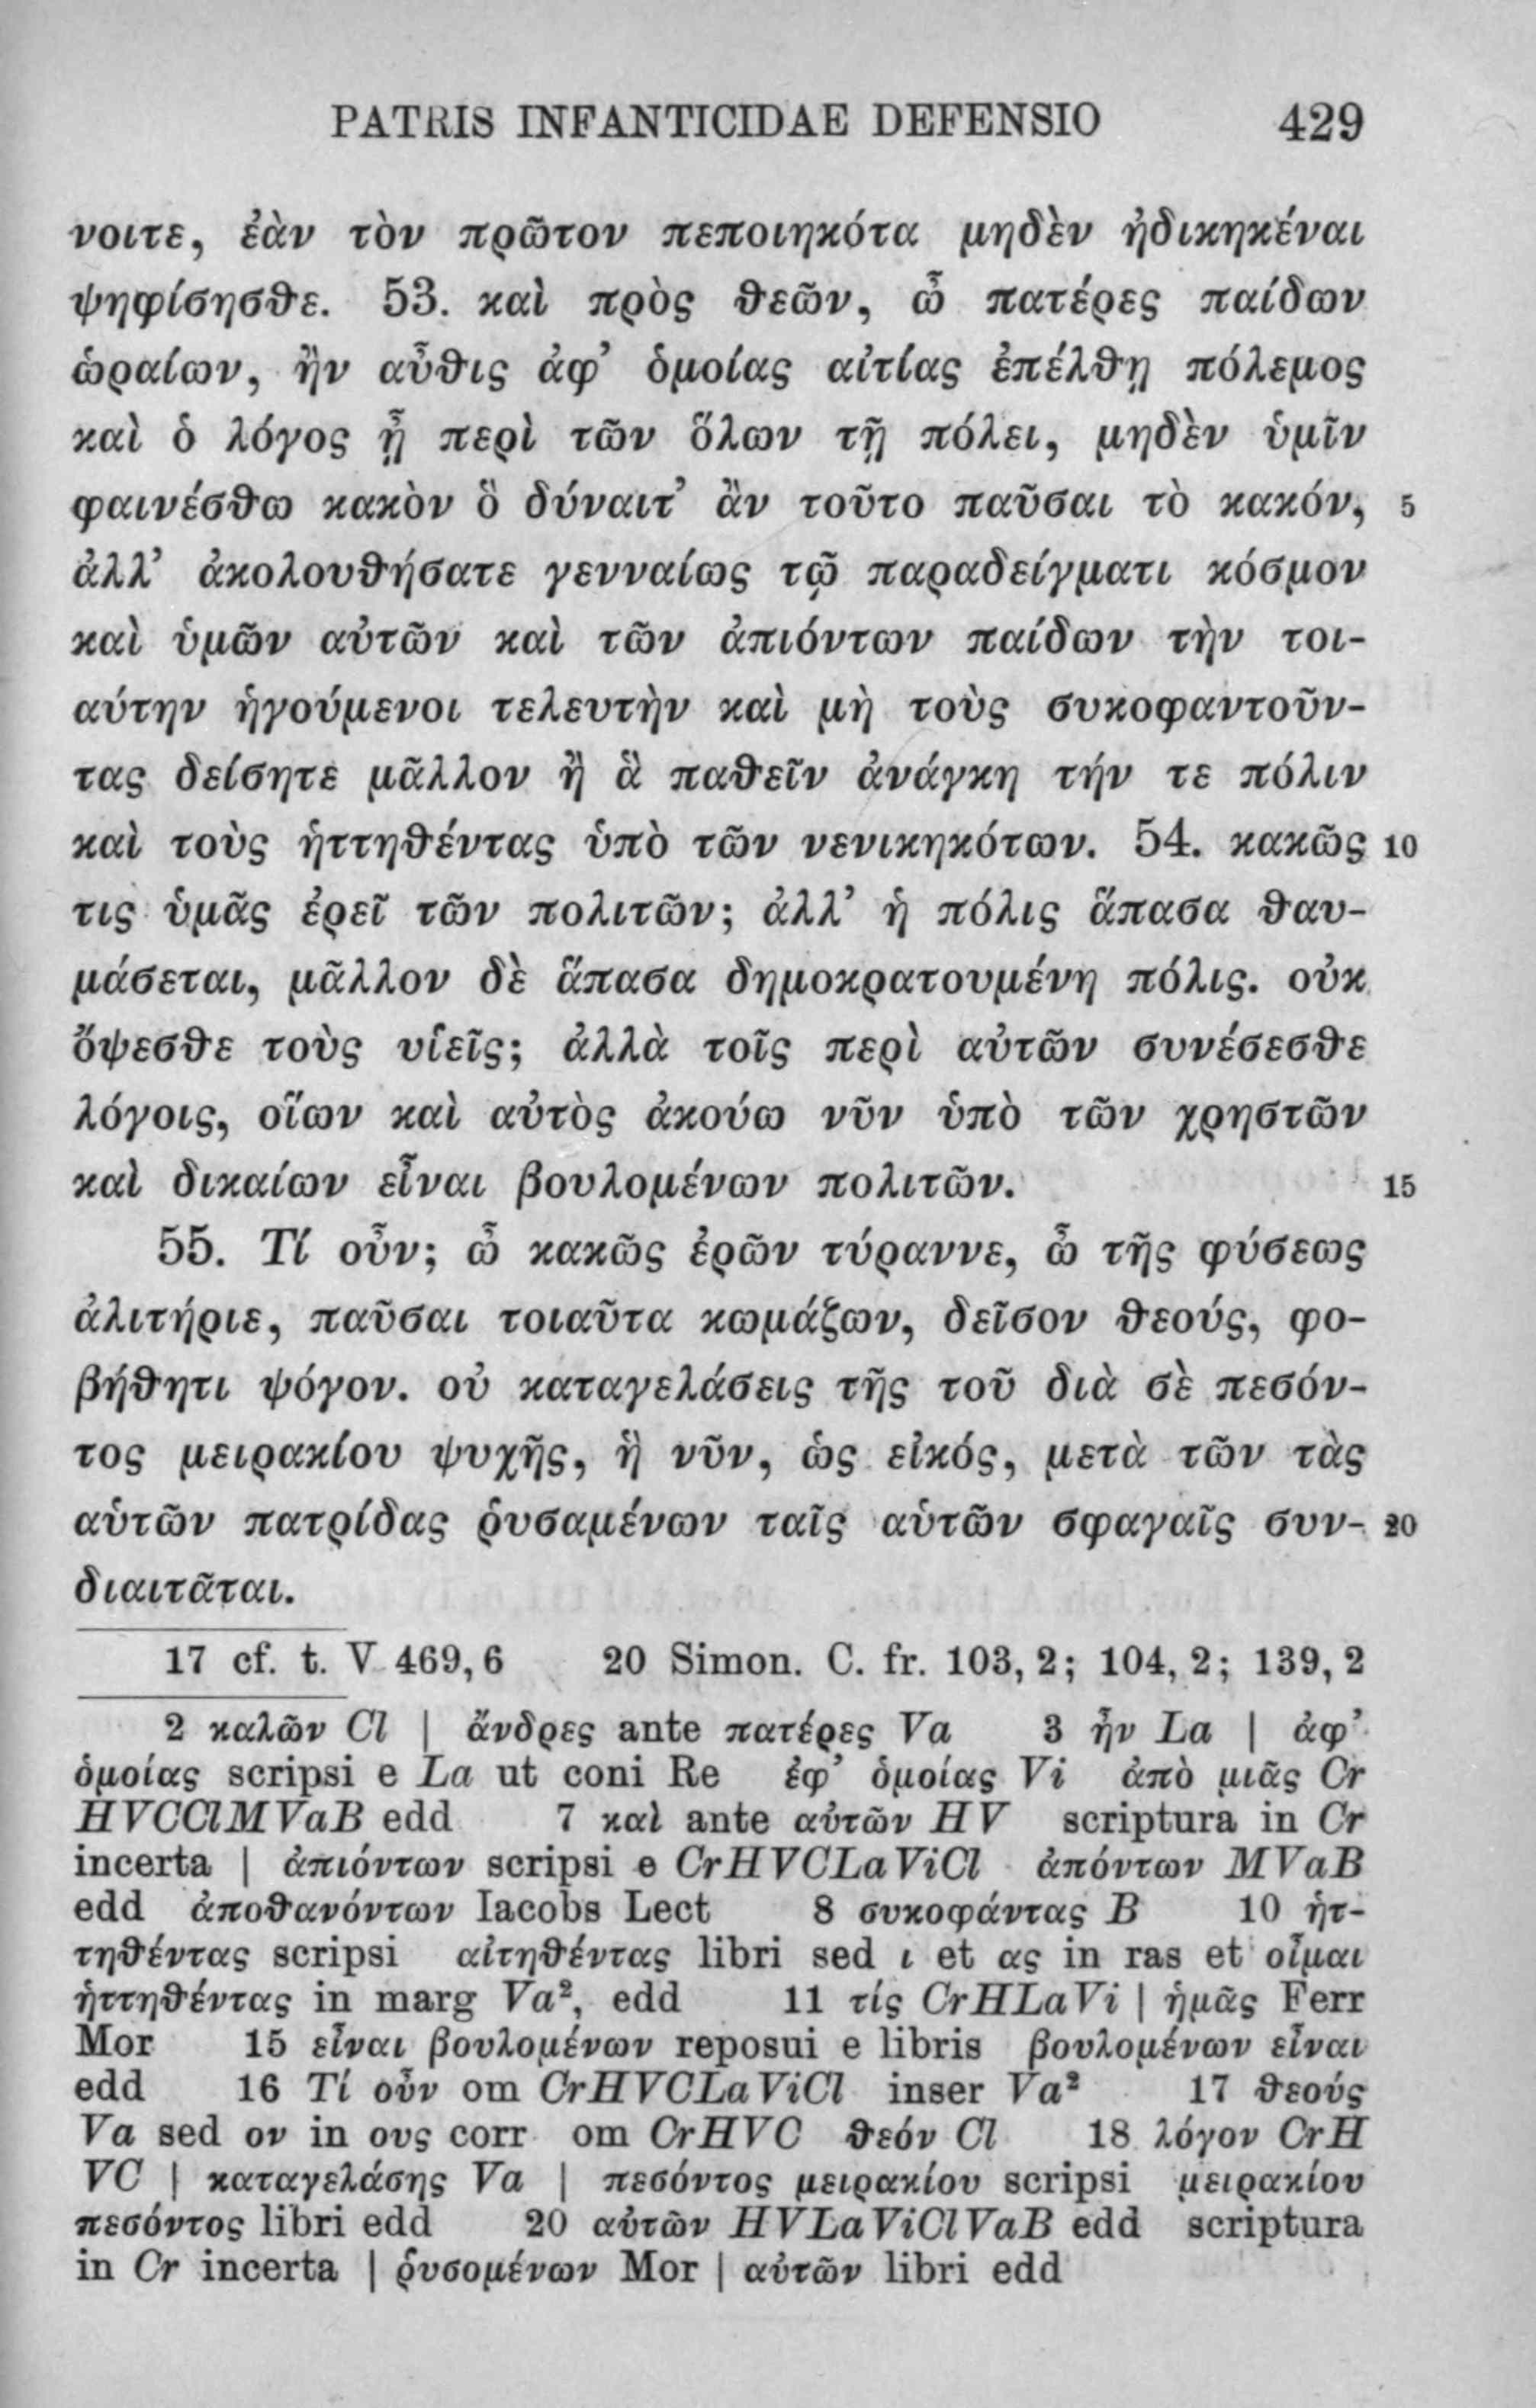 PATRIS INFANTICIDAE DEFENSIO 429
νοιτε, ἐὰν τὸν πρῶτον πεποιηκότα μηδὲν ἠδικηκέναι
ψηφίσησθε. 53. καὶ πρὸς θεῶν, ὦ πατέρες παίδων
ὡραίων, ἢν αὖθις ἀφ’ ὁμοίας αἰτίας ἐπέλθῃ πόλεμος
καὶ ὁ λόγος ᾖ περὶ τῶν ὅλων τῇ πόλει, μηδὲν ὑμῖν
φαινέσθω κακὸν ὃ δύναιτ’ ἂν τοῦτο παῦσαι τὸ κακόν, 5
ἀλλ’ ἀκολουθήσατε γενναίως τῷ παραδείγματι κόσμον
καὶ ὑμῶν αὐτῶν καὶ τῶν ἀπιόντων παίδων τὴν τοι-
αύτην ἡγούμενοι τελευτὴν καὶ μὴ τοὺς συκοφαντοῦν-
τας δείσητε μᾶλλον ἢ ἃ παθεῖν ἀνάγκη τήν τε πόλιν
καὶ τοὺς ἡττηθέντας ὑπὸ τῶν νενικηκότων. 54. κακῶς 10
τις ὑμᾶς ἐρεῖ τῶν πολιτῶν; ἀλλ’ ἡ πόλις ἅπασα θαυ-
μάσεται, μᾶλλον δὲ ἅπασα δημοκρατουμένη πόλις. οὐκ
ὄψεσθε τοὺς υἱεῖς; ἀλλὰ τοῖς περὶ αὐτῶν συνέσεσθε
λόγοις, οἵων καὶ αὐτὸς ἀκούω νῦν ὑπὸ τῶν χρηστῶν
καὶ δικαίων εἶναι βουλομένων πολιτῶν. 15
55. Τί οὖν; ὦ κακῶς ἐρῶν τύραννε, ὦ τῆς φύσεως
ἀλιτήριε, παῦσαι τοιαῦτα κωμάζων, δεῖσον θεούς, φο-
βήθητι ψόγον. οὐ καταγελάσεις τῆς τοῦ διὰ σὲ πεσόν-
τος μειρακίου ψυχῆς, ἣ νῦν, ὡς εἰκός, μετὰ τῶν τὰς
αὑτῶν πατρίδας ῥυσαμένων ταῖς αὑτῶν σφαγαῖς συν- 20
διαιτᾶται.
17 cf. t. V 469, 6 20 Simon. C. fr. 103, 2; 104, 2; 139, 2
2 καλῶν Cl | ἄνδρες ante πατέρες Va 3 ἦν La | ἀφ’
ὁμοίας scripsi e La ut coni Re ἐφ’ ὁμοίας Vi ἀπὸ μιᾶς Cr
HVCClMVaB edd 7 καὶ ante αὐτῶν HV scriptura in Cr
incerta | ἀπιόντων scripsi e CrHVCLaViCl ἀπόντων MVaB
edd ἀποθανόντων Iacobs Lect 8 συκοφάντας B 10 ἡτ-
τηθέντας scripsi αἰτηθέντας libri sed ι et ας in ras et οἶμαι
ἡττηθέντας in marg Va², edd 11 τίς CrHLaVi | ἡμᾶς Ferr
Mor 15 εἶναι βουλομένων reposui e libris βουλομένων εἶναι
edd 16 Τί οὖν om CrHVCLaViCl inser Va² 17 θεούς
Va sed ον in ους corr om CrHVC θεόν Cl 18 λόγον CrH
VC | καταγελάσης Va | πεσόντος μειρακίου scripsi μειρακίου
πεσόντος libri edd 20 αὐτῶν HVLaViClVaB edd scriptura
in Cr incerta | ῥυσομένων Mor | αὐτῶν libri edd